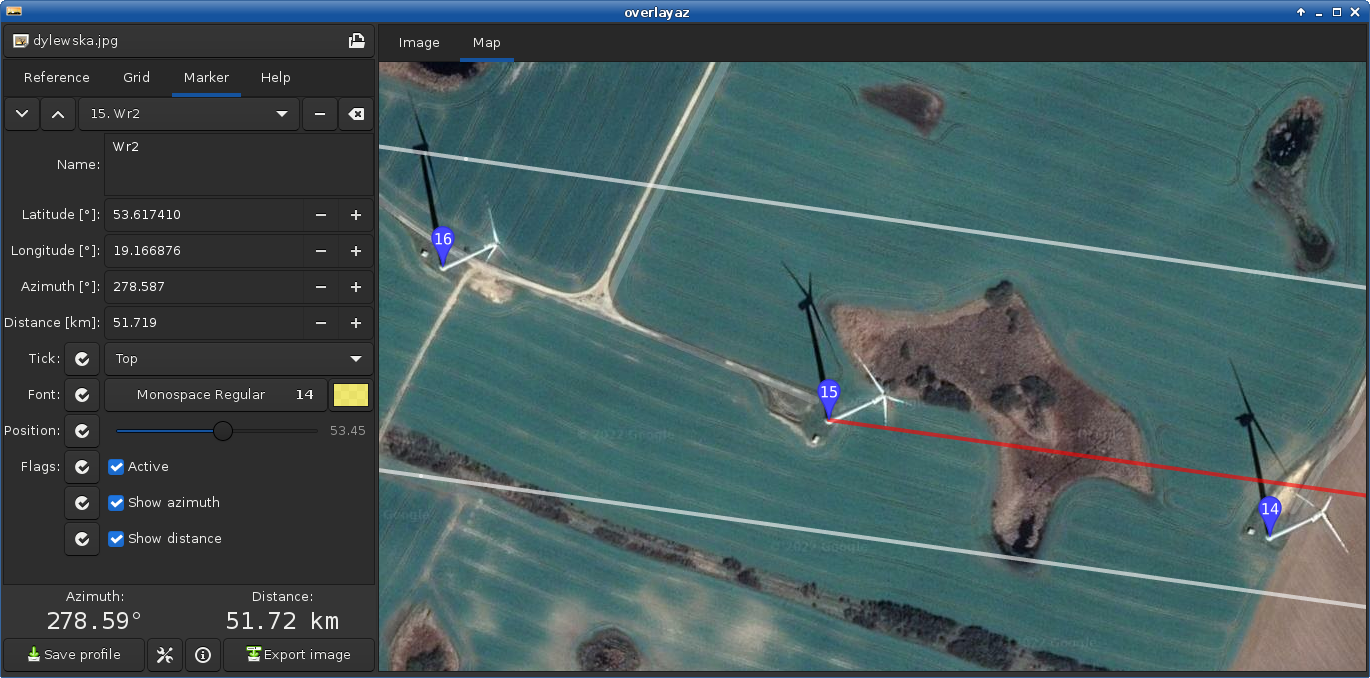 overlayaz
dylewska.jpg
Reference Grid Marker Help
15. Wr2
Name: Wr2
Latitude [°]: 53.617410
Longitude [°]: 19.166876
Azimuth [°]: 278.587
Distance [km]: 51.719
Tick: Top
Font: Monospace Regular 14
Position: 53.45
Flags: Active
Show azimuth
Show distance
Azimuth: Distance:
278.59° 51.72 km
Save profile Export image
Image Map
16
15
14
© 2022 Google
Google
© 2022 Google
2022 Google